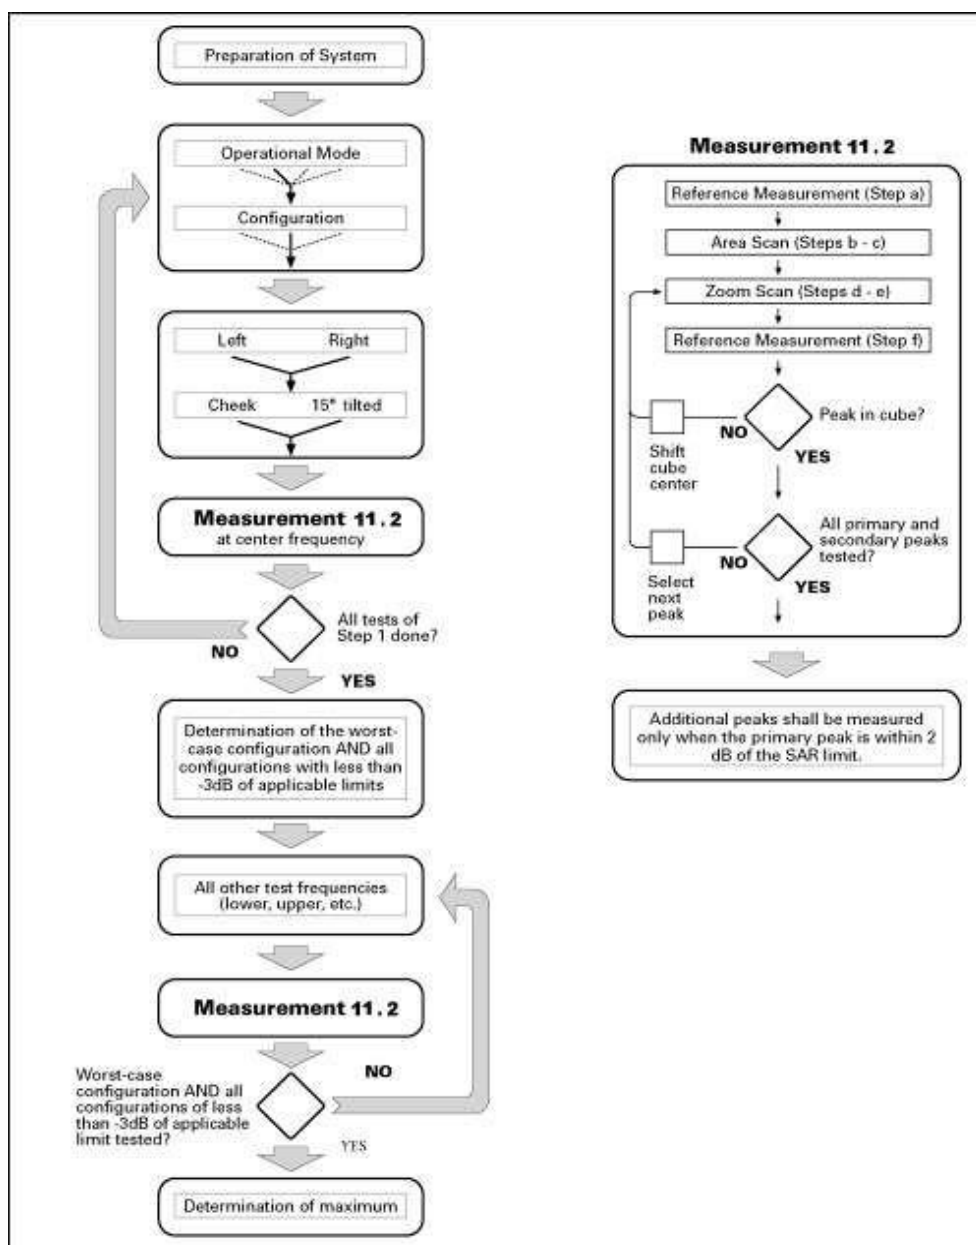 Preparation of System
Operational Mode
Configuration
Left Right
Cheek 15° tilted
Measurement 11.2
at center frequency
All tests of
Step 1 done?
NO
YES
Determination of the worst-
case configuration AND all
configurations with less than
-3dB of applicable limits
All other test frequencies
(lower, upper, etc.)
Measurement 11.2
NO
Worst-case
configuration AND all
configurations of less
than -3dB of applicable
limit tested?
YES
Determination of maximum
Measurement 11.2
Reference Measurement (Step a)
Area Scan (Steps b - c)
Zoom Scan (Steps d - e)
Reference Measurement (Step f)
Peak in cube?
NO
YES
Shift
cube
center
All primary and
secondary peaks
tested?
NO
YES
Select
next
peak
Additional peaks shall be measured
only when the primary peak is within 2
dB of the SAR limit.